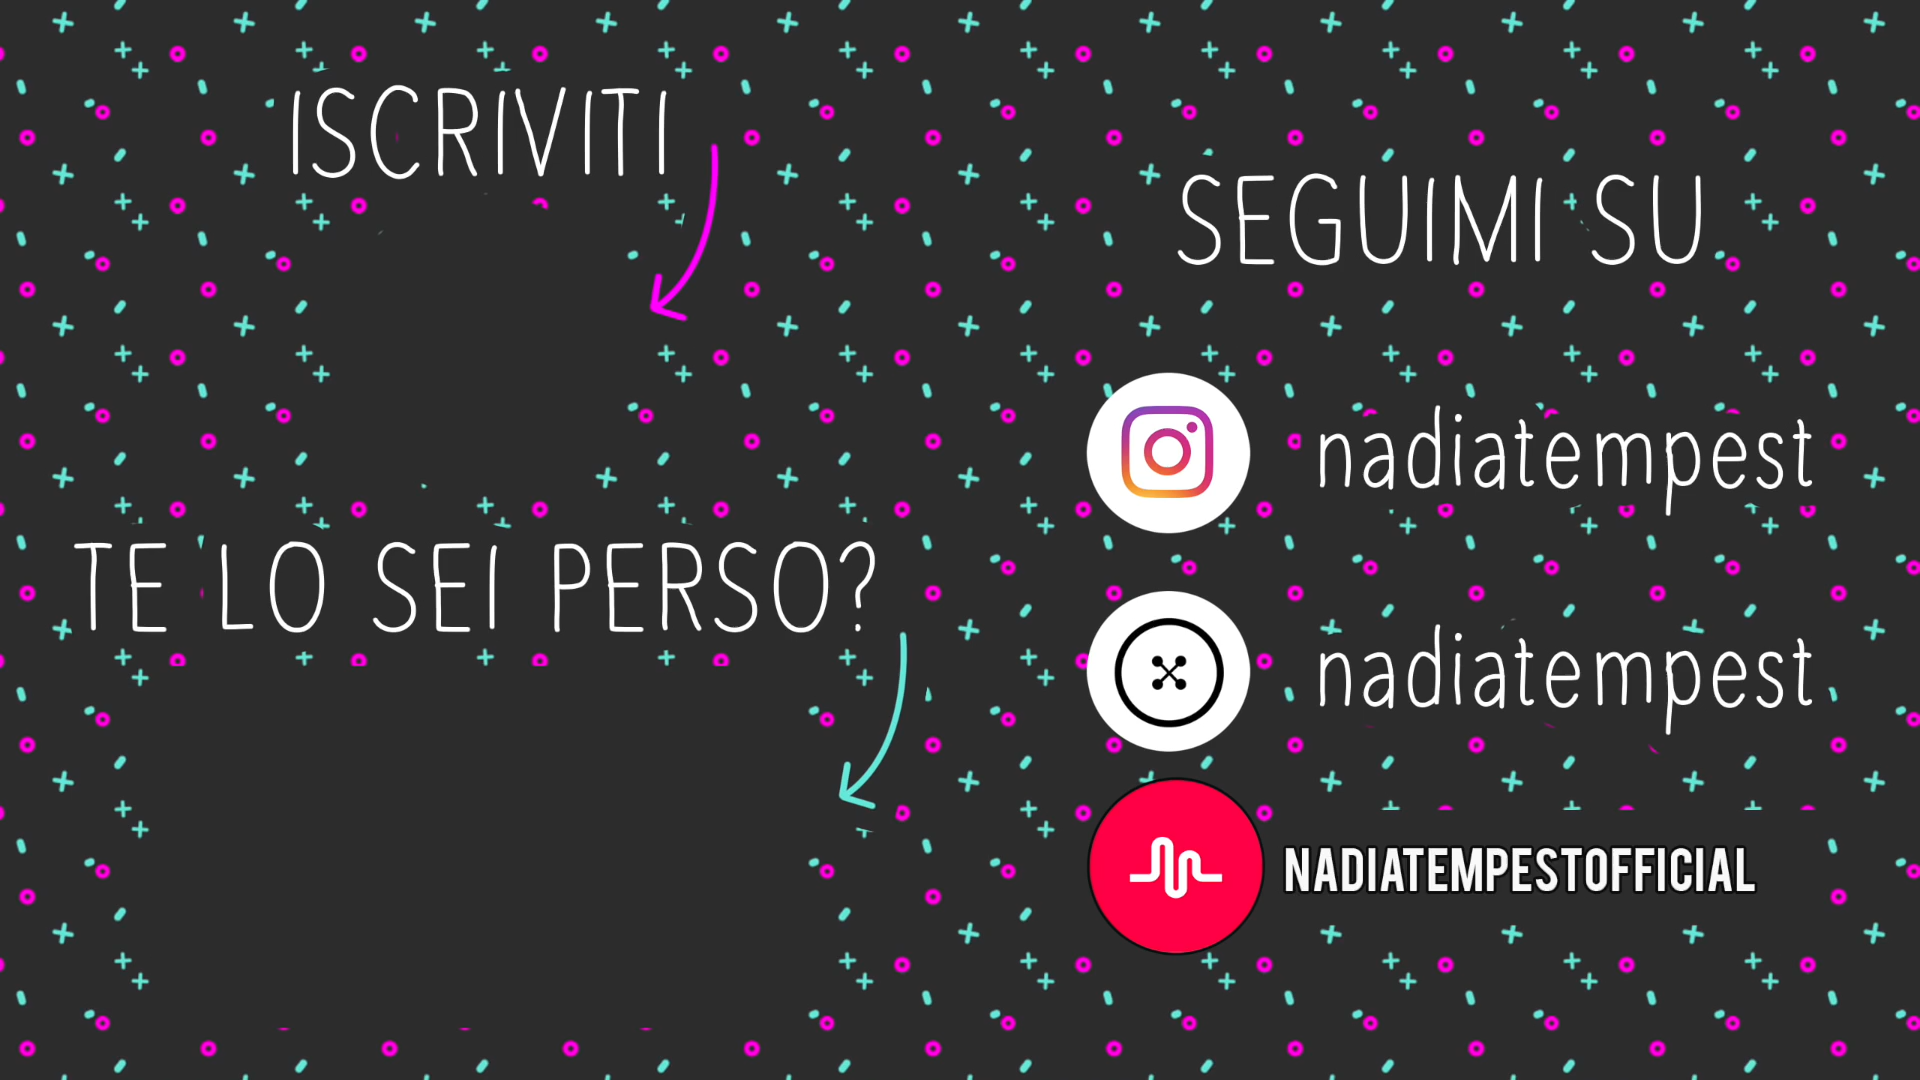 ISCRIVITI
TE LO SEI PERSO?
SEGUIMI SU
nadiatempest
nadiatempest
NADIATEMPESTOFFICIAL